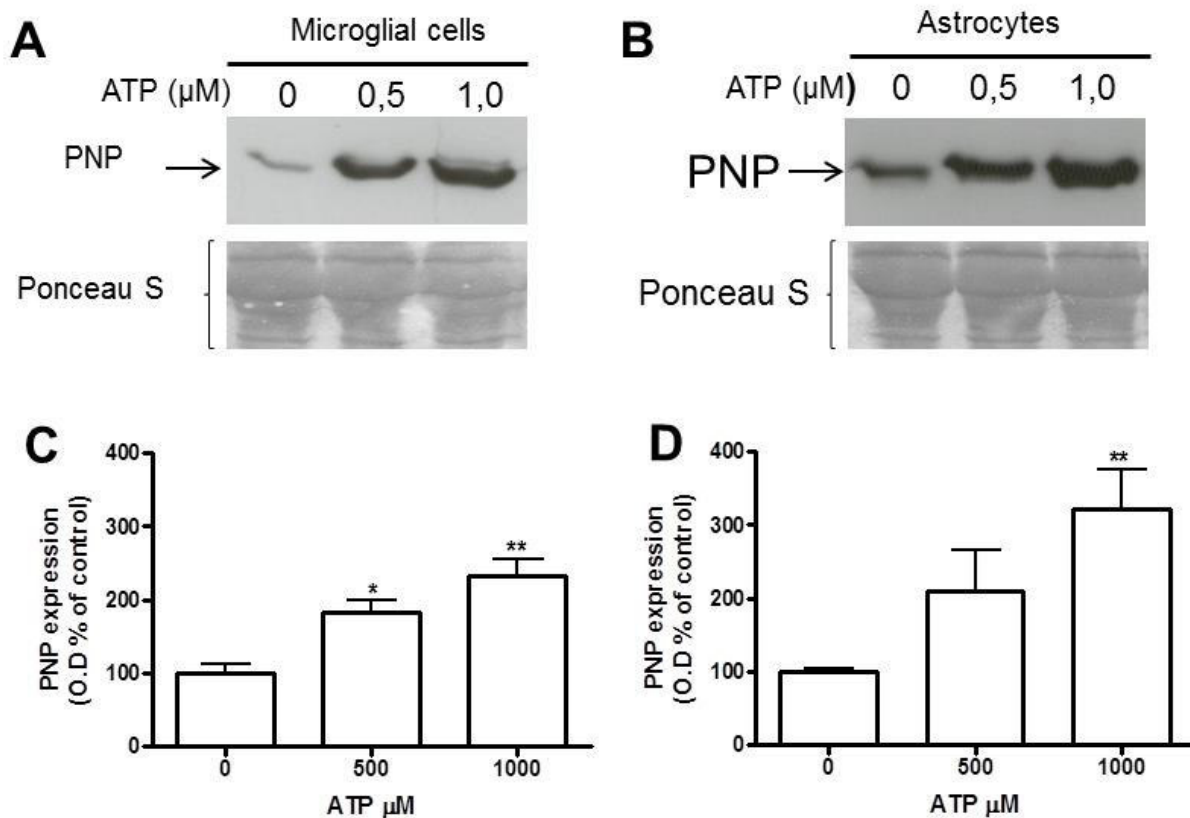 A
Microglial cells
ATP (µM)
0 0,5 1,0
PNP
Ponceau S
B
Astrocytes
ATP (µM)
0 0,5 1,0
PNP
Ponceau S
C
PNP expression
(O.D % of control)
400
300
200
100
0
*
**
0 500 1000
ATP µM
D
PNP expression
(O.D % of control)
400
300
200
100
0
**
0 500 1000
ATP µM